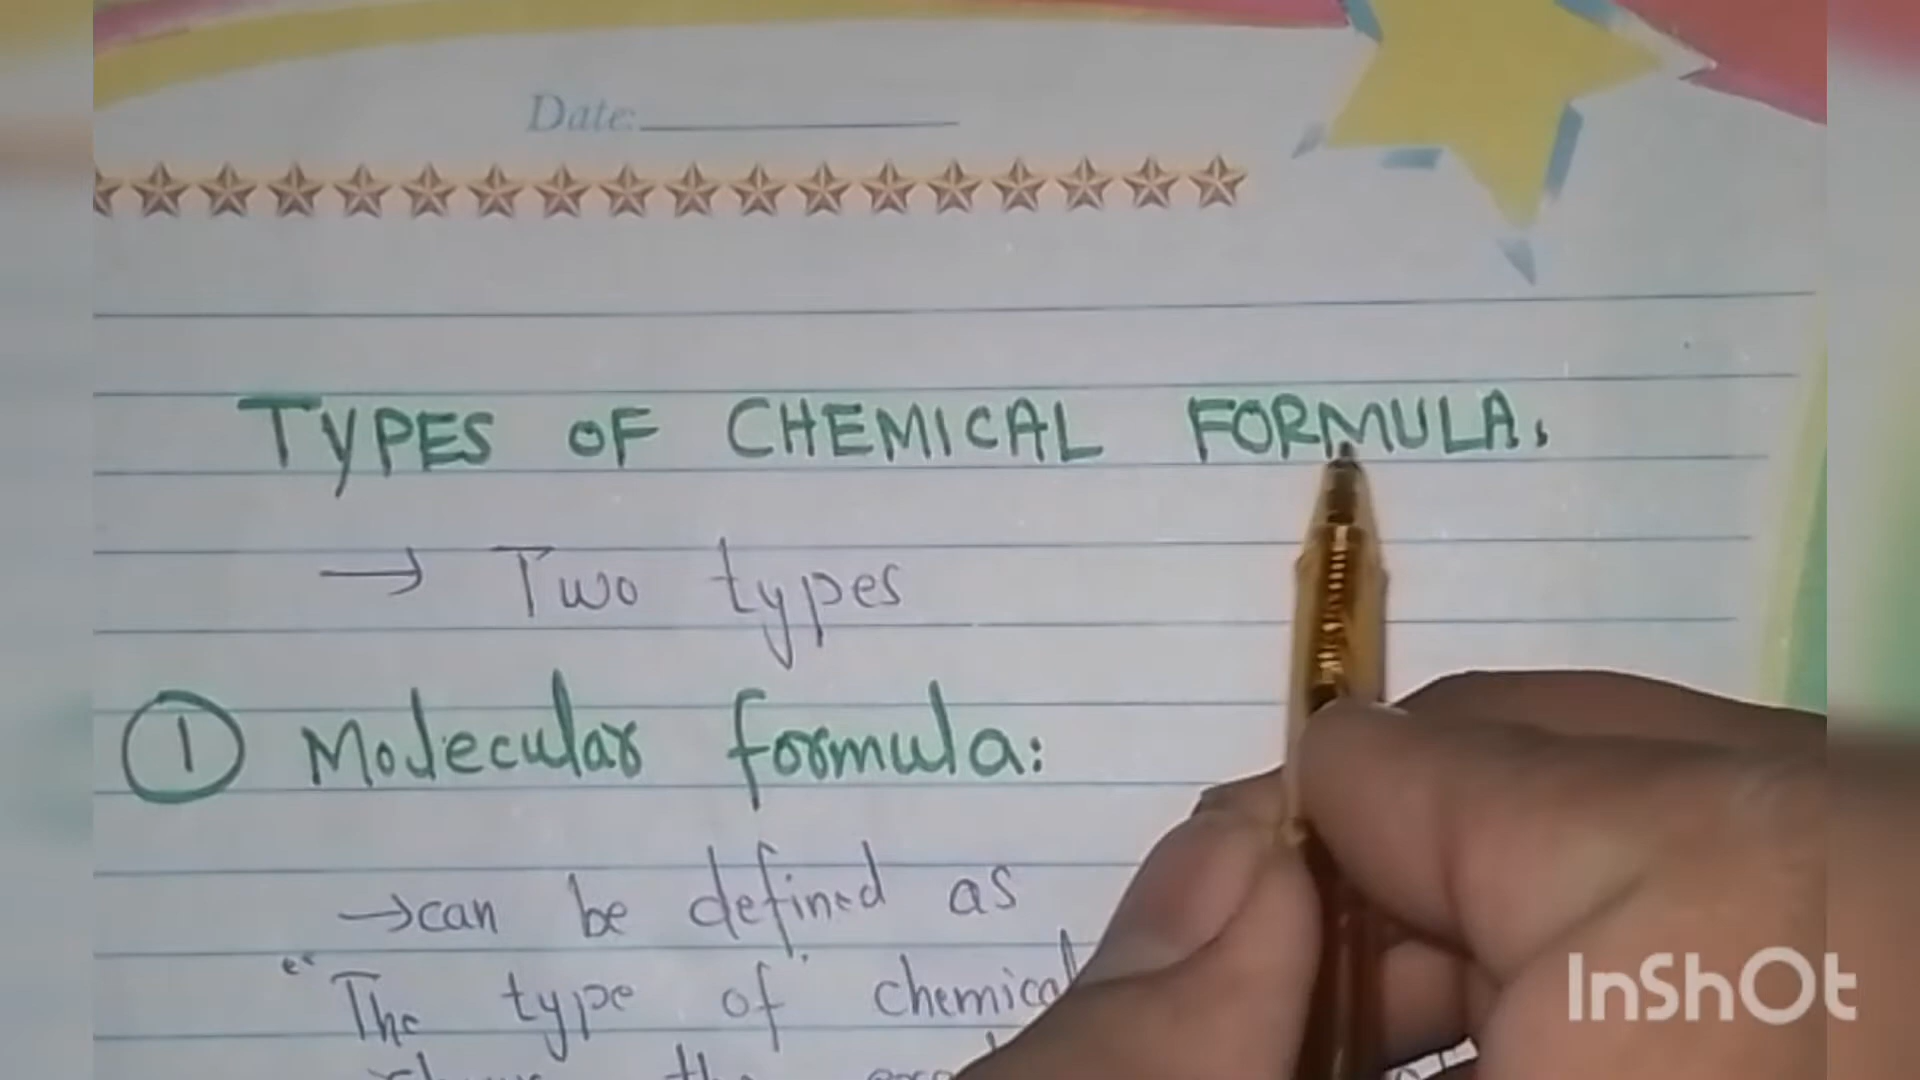 Date:
TYPES OF CHEMICAL FORMULA.
→ Two types
① Molecular formula:
→ can be defined as
"The type of chemical
the
InShOt